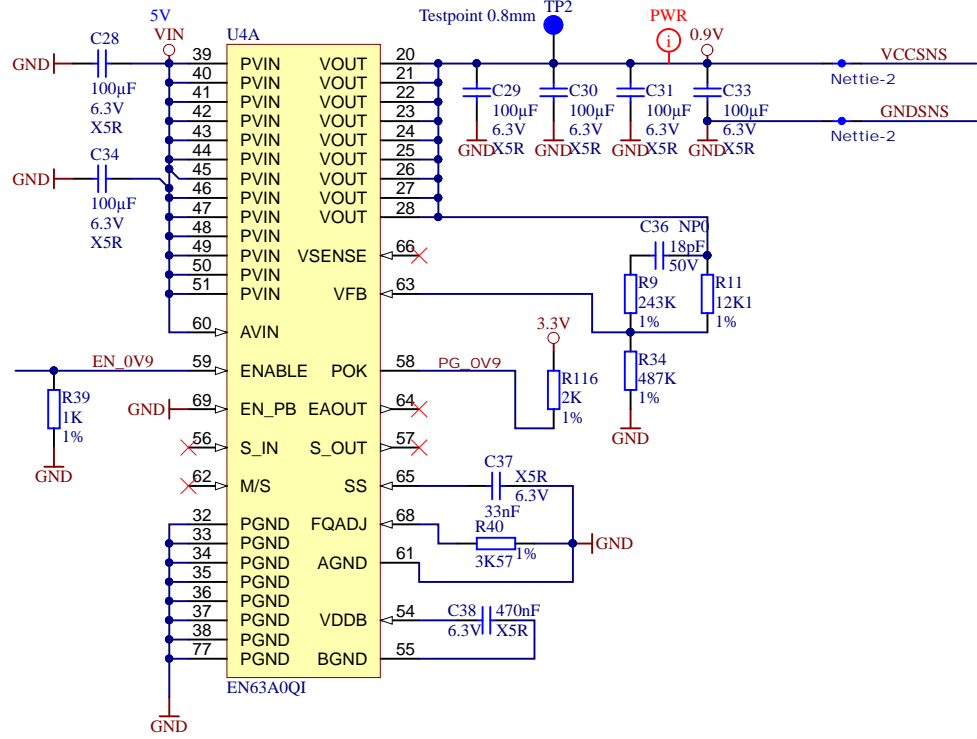 Testpoint 0.8mm
TP2
PWR
5V
VIN
U4A
0.9V
VCCSNS
Nettie-2
GNDSNS
Nettie-2
GND
C28
100µF
6.3V
X5R
GND
C34
100µF
6.3V
X5R
39 PVIN VOUT 20
40 PVIN VOUT 21
41 PVIN VOUT 22
42 PVIN VOUT 23
43 PVIN VOUT 24
44 PVIN VOUT 25
45 PVIN VOUT 26
46 PVIN VOUT 27
47 PVIN VOUT 28
48 PVIN
49 PVIN VSENSE 66
50 PVIN
51 PVIN VFB 63
60 AVIN
59 ENABLE POK 58
69 EN_PB EAOUT 64
56 S_IN S_OUT 57
62 M/S SS 65
32 PGND FQADJ 68
33 PGND
34 PGND AGND 61
35 PGND
36 PGND
37 PGND VDDB 54
38 PGND
77 PGND BGND 55
EN63A0QI
C29
100µF
6.3V
X5R
GND
C30
100µF
6.3V
X5R
GND
C31
100µF
6.3V
X5R
GND
C33
100µF
6.3V
X5R
GND
C36 NP0
18pF
50V
R9
243K
1%
R11
12K1
1%
R34
487K
1%
GND
3.3V
PG_0V9
R116
2K
1%
EN_0V9
R39
1K
1%
GND
GND
C37
X5R
6.3V
33nF
R40
1%
3K57
GND
C38
6.3V
470nF
X5R
GND